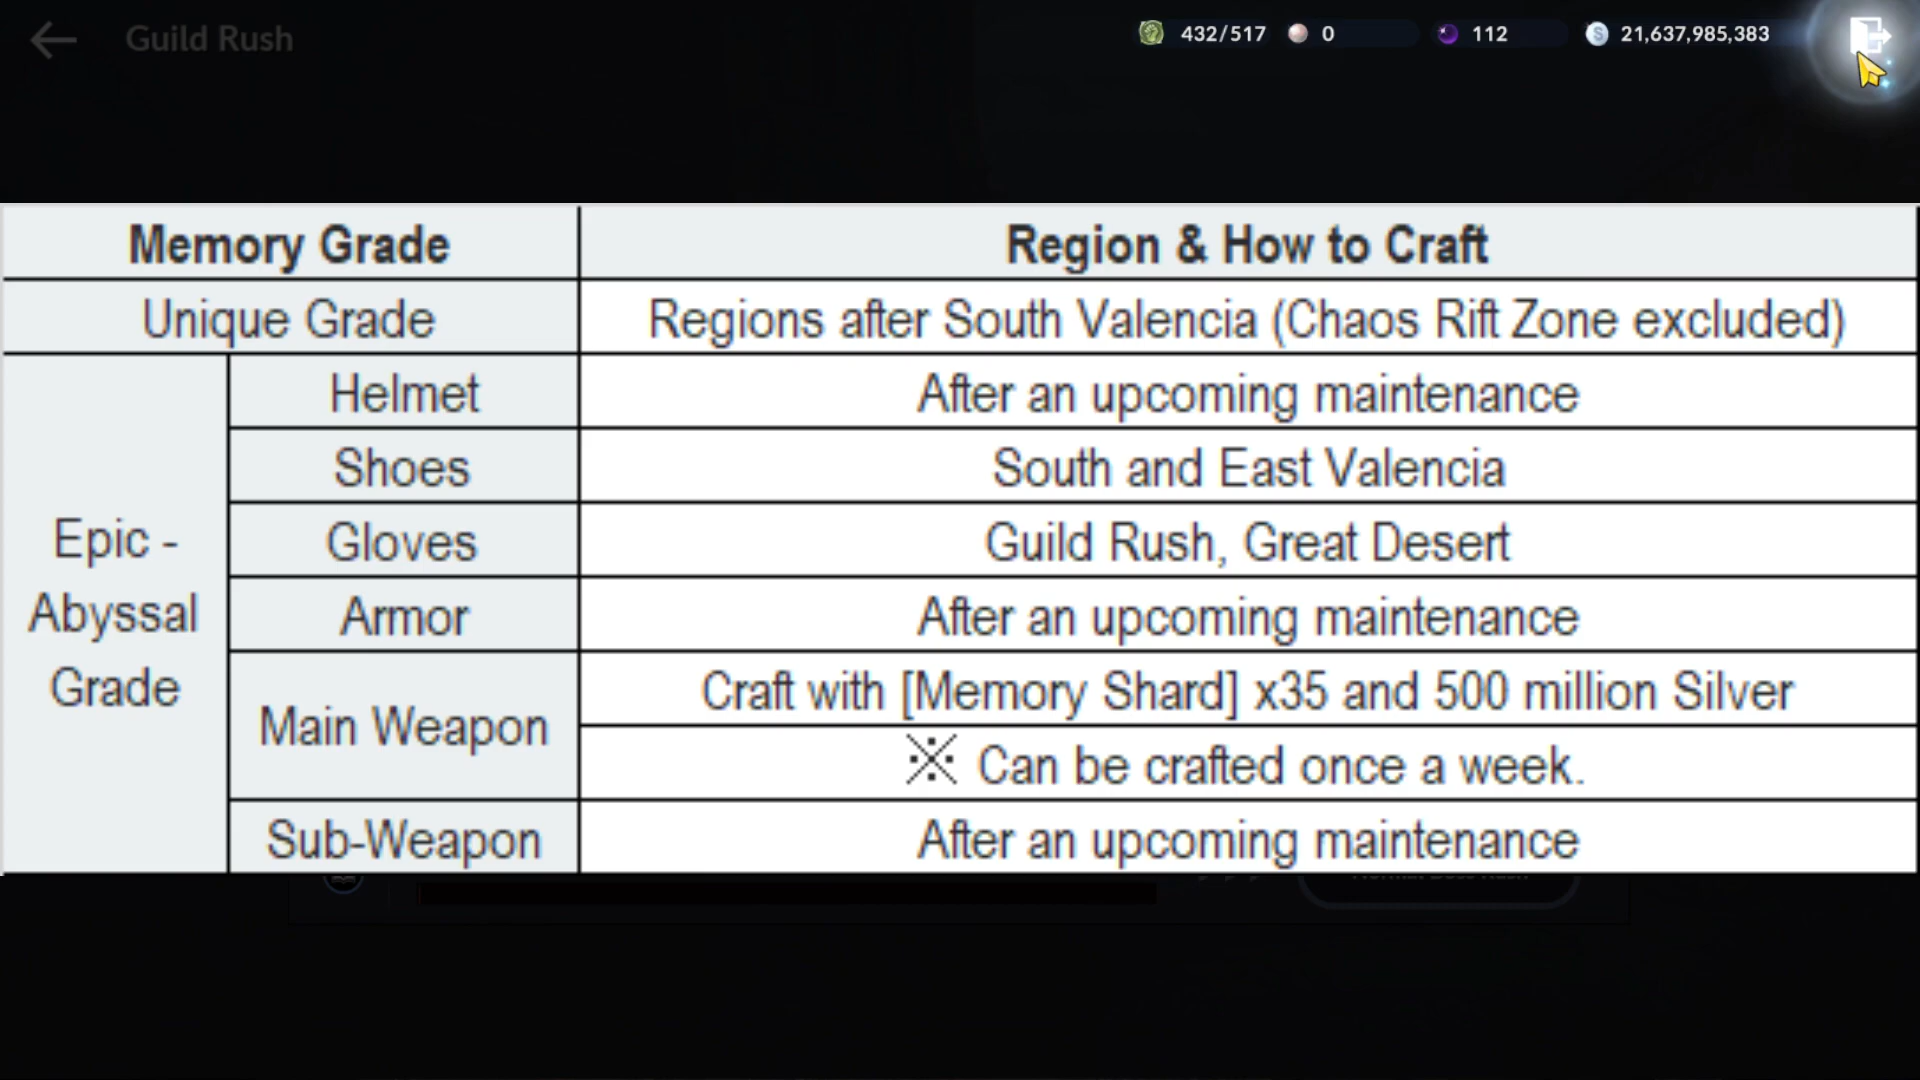 Guild Rush 432/517 0 112 21,637,985,383
Memory Grade Region & How to Craft
Unique Grade Regions after South Valencia (Chaos Rift Zone excluded)
Epic - Abyssal Grade
Helmet After an upcoming maintenance
Shoes South and East Valencia
Gloves Guild Rush, Great Desert
Armor After an upcoming maintenance
Main Weapon Craft with [Memory Shard] x35 and 500 million Silver
※ Can be crafted once a week.
Sub-Weapon After an upcoming maintenance